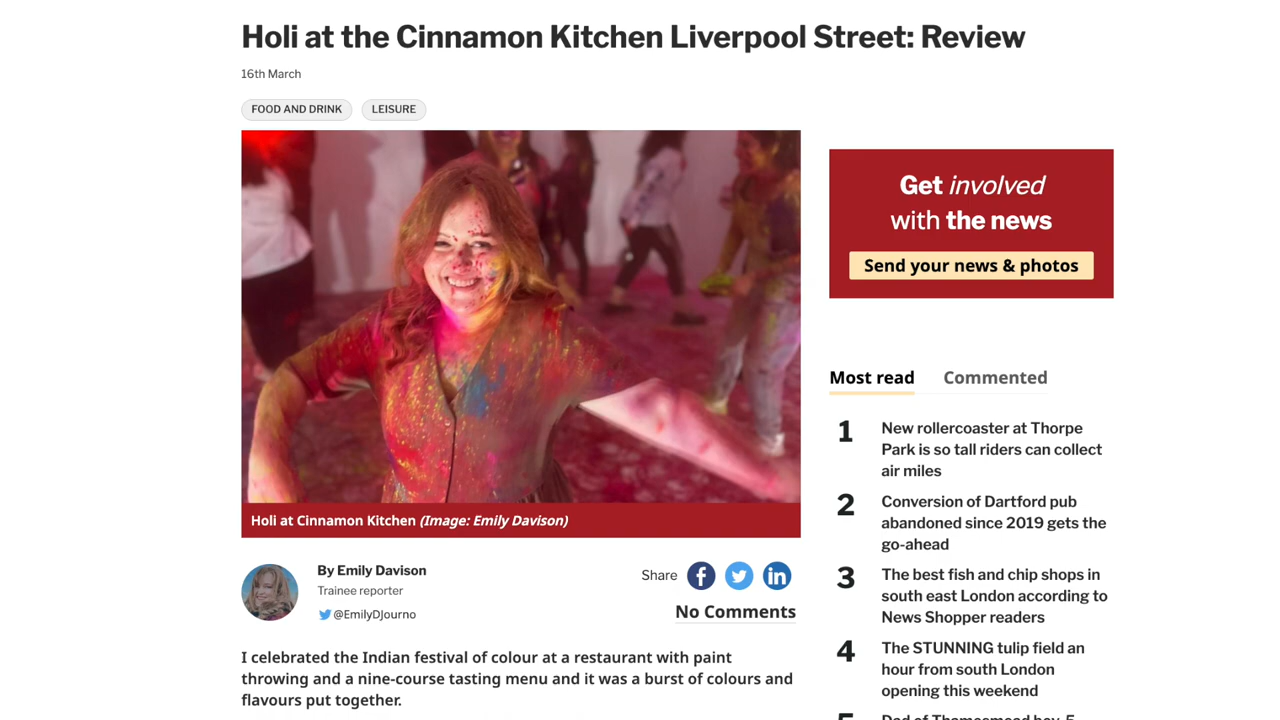 Holi at the Cinnamon Kitchen Liverpool Street: Review
16th March
FOOD AND DRINK
LEISURE
Holi at Cinnamon Kitchen (Image: Emily Davison)
By Emily Davison
Trainee reporter
@EmilyDJourno
Share
No Comments
I celebrated the Indian festival of colour at a restaurant with paint
throwing and a nine-course tasting menu and it was a burst of colours and
flavours put together.
Get involved
with the news
Send your news & photos
Most read
Commented
1
New rollercoaster at Thorpe
Park is so tall riders can collect
air miles
2
Conversion of Dartford pub
abandoned since 2019 gets the
go-ahead
3
The best fish and chip shops in
south east London according to
News Shopper readers
4
The STUNNING tulip field an
hour from south London
opening this weekend
5
Dad of Thamesmead boy, 5